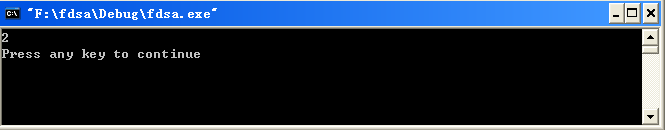 "F:\fdsa\Debug\fdsa.exe"
2
Press any key to continue